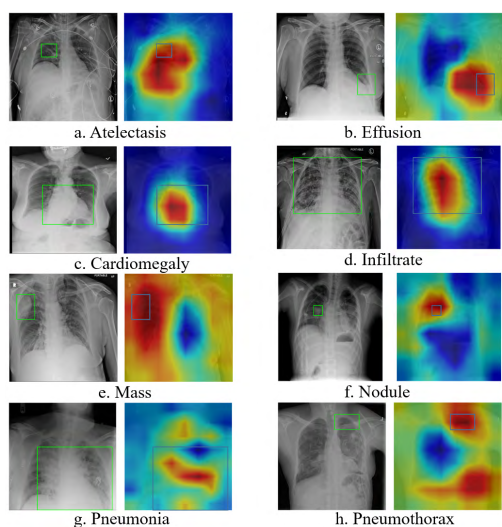 a. Atelectasis
b. Effusion
c. Cardiomegaly
d. Infiltrate
e. Mass
f. Nodule
g. Pneumonia
h. Pneumothorax